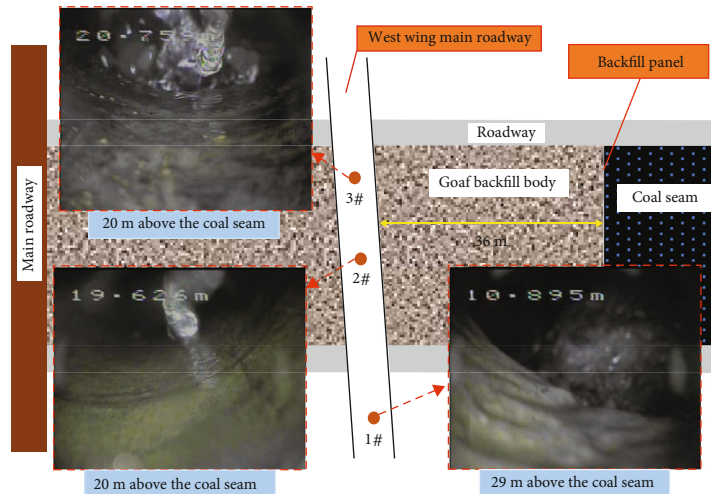 20-759m
West wing main roadway
Backfill panel
Roadway
Main roadway
3#
Goaf backfill body
Coal seam
20 m above the coal seam
36 m
2#
19-626m
10-895m
1#
20 m above the coal seam
29 m above the coal seam